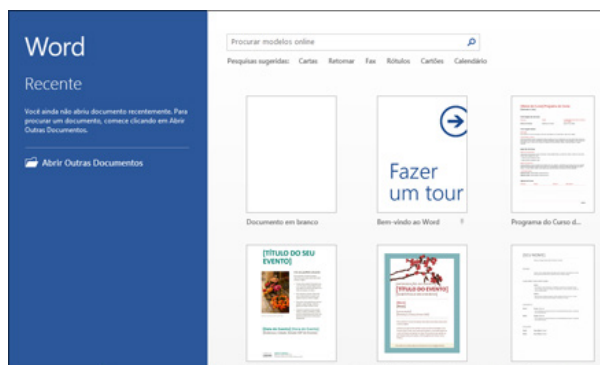 Word
Recente
Você ainda não abriu documento recentemente. Para
procurar um documento, comece clicando em Abrir
Outras Documentos.
Abrir Outras Documentos
Procurar modelos online
Pesquisas sugeridas: Cartas Retornar Fax Rótulos Cartões Calendário
Documento em branco
Fazer
um tour
Bem-vindo ao Word
Programa do Curso d...
[TÍTULO DO SEU
EVENTO]
[TÍTULO DO EVENTO]